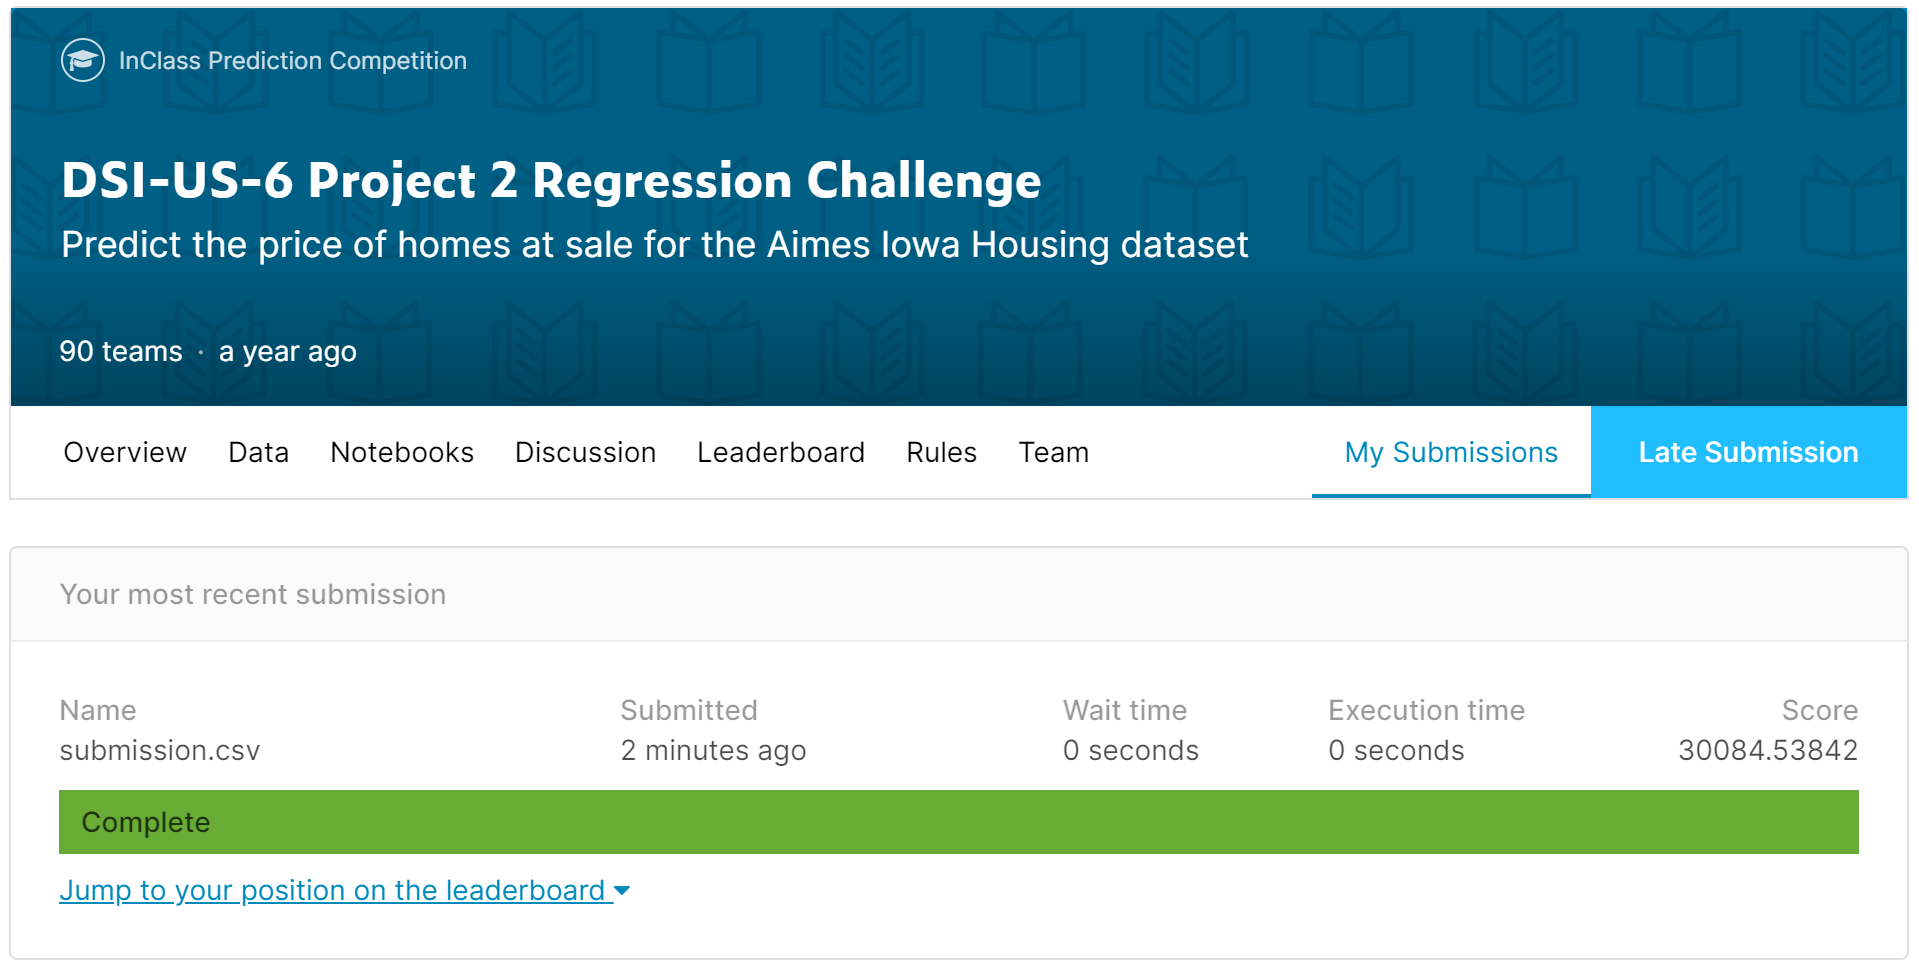 InClass Prediction Competition
DSI-US-6 Project 2 Regression Challenge
Predict the price of homes at sale for the Aimes Iowa Housing dataset
90 teams · a year ago
Overview Data Notebooks Discussion Leaderboard Rules Team My Submissions Late Submission
Your most recent submission
Name Submitted Wait time Execution time Score
submission.csv 2 minutes ago 0 seconds 0 seconds 30084.53842
Complete
Jump to your position on the leaderboard